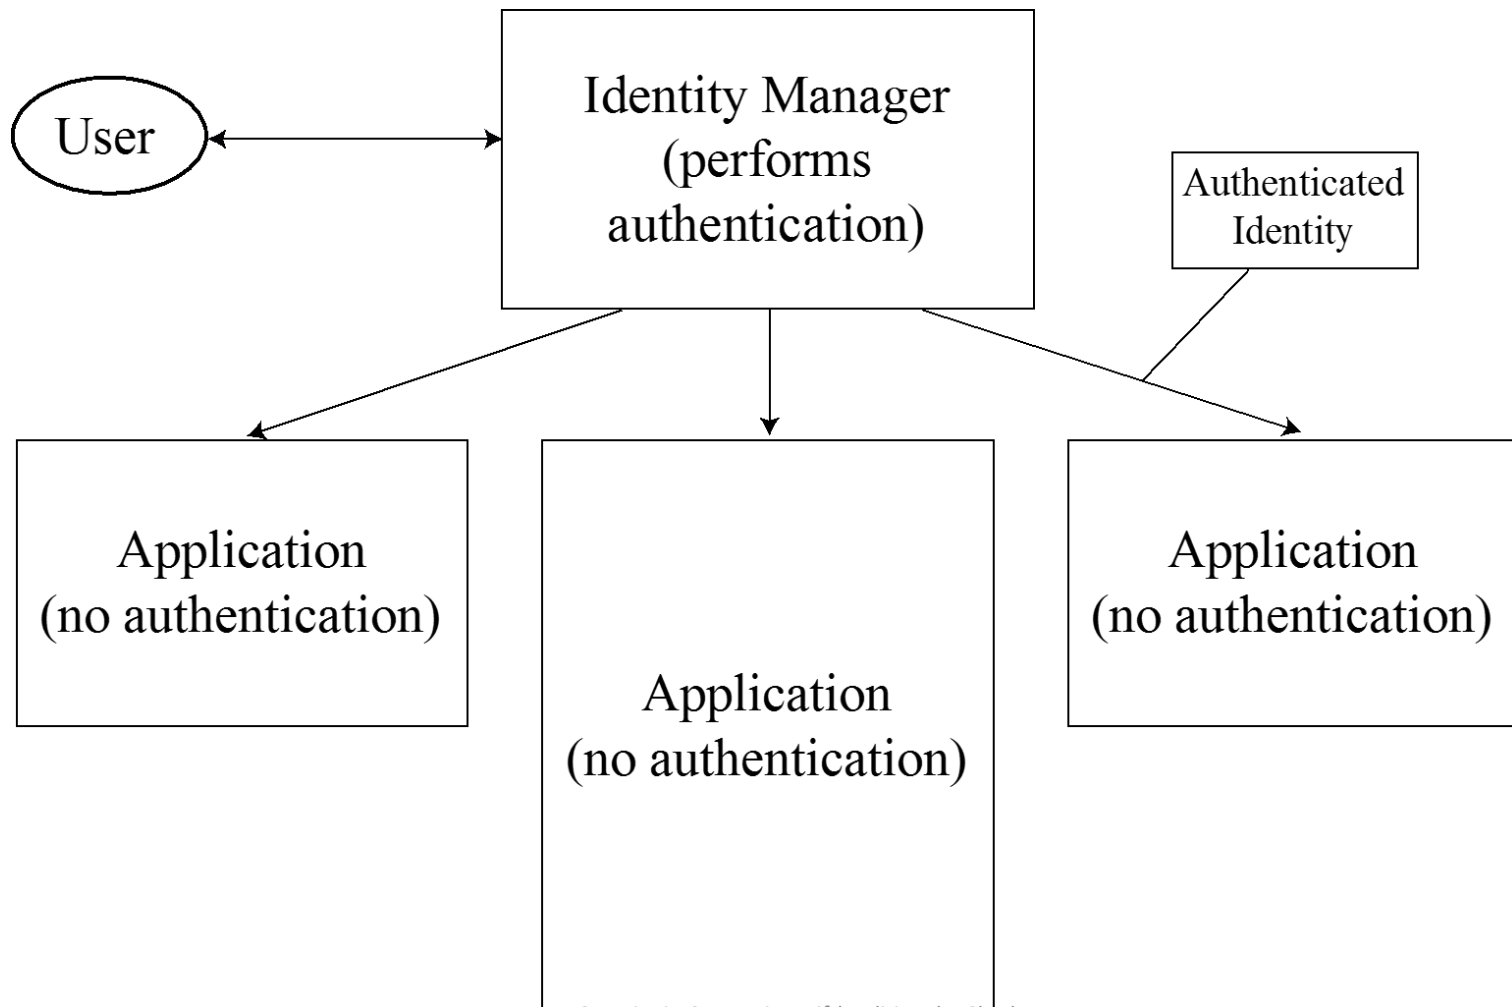 Identity Manager
(performs
authentication)
User
Authenticated
Identity
Application
(no authentication)
Application
(no authentication)
Application
(no authentication)